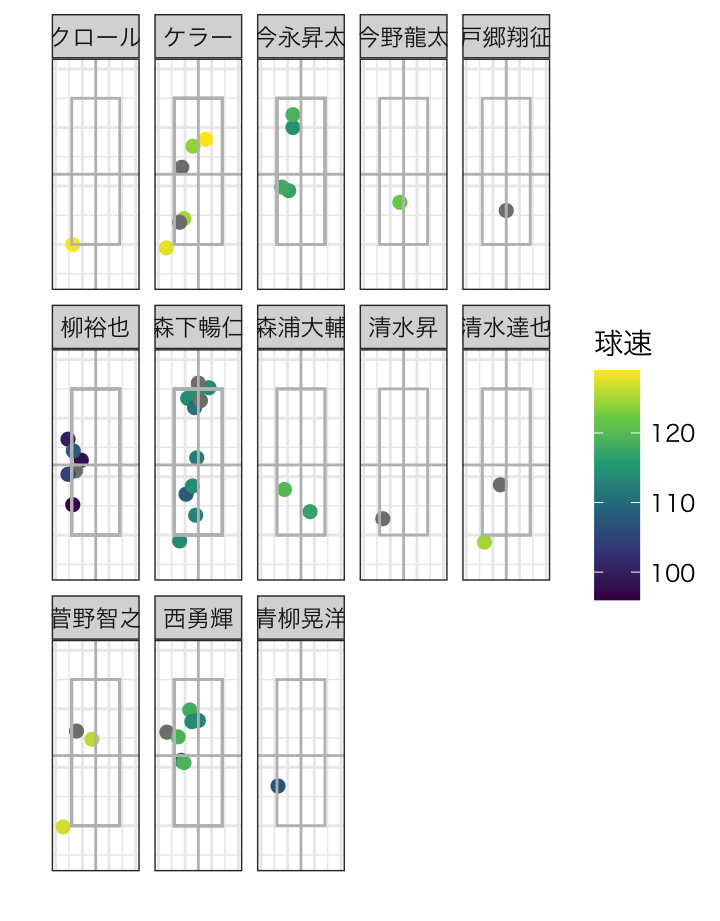 クロール
ケラー
今永昇太
今野龍太
戸郷翔征
柳裕也
森下暢仁
森浦大輔
清水昇
清水達也
菅野智之
西勇輝
青柳晃洋
球速
120
110
100